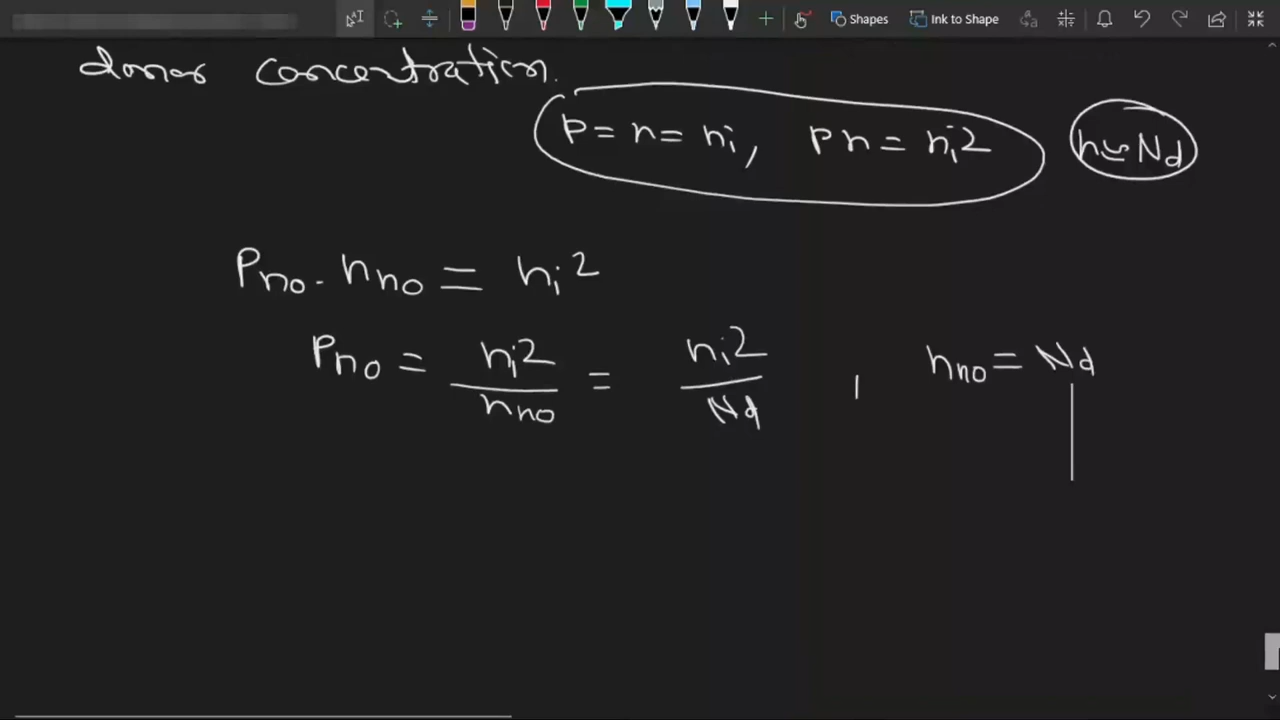 Shapes Ink to Shape
donor concentration.
P = n = ni, Pn = ni2 n≃Nd
Pno. nno = ni2
Pno = ni2/nno = ni2/Nd , nno = Nd